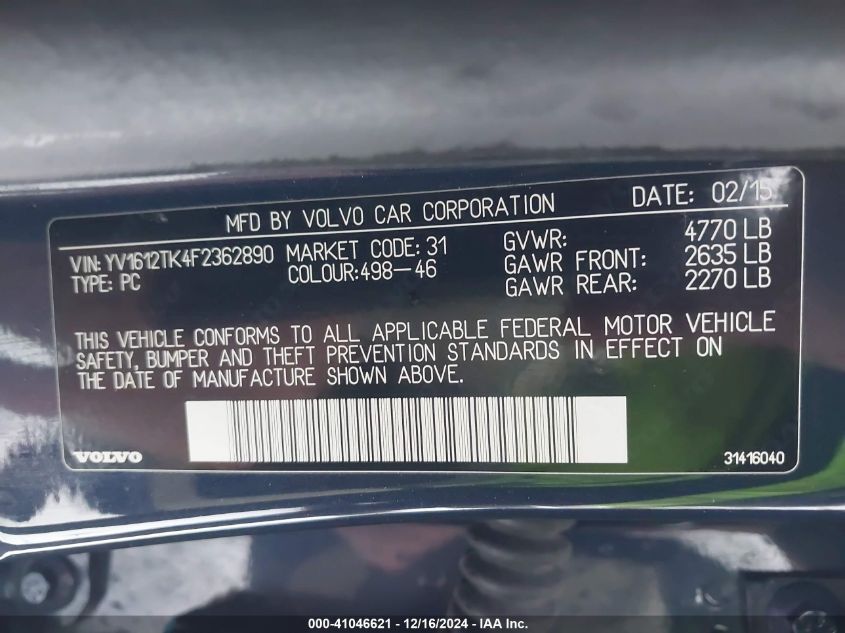 MFD BY VOLVO CAR CORPORATION DATE: 02/15
VIN: YV1612TK4F2362890 MARKET CODE: 31 GVWR: 4770 LB
TYPE: PC COLOUR:498-46 GAWR FRONT: 2635 LB
GAWR REAR: 2270 LB
THIS VEHICLE CONFORMS TO ALL APPLICABLE FEDERAL MOTOR VEHICLE
SAFETY, BUMPER AND THEFT PREVENTION STANDARDS IN EFFECT ON
THE DATE OF MANUFACTURE SHOWN ABOVE.
VOLVO 31416040
000-41046621 - 12/16/2024 - IAA Inc.